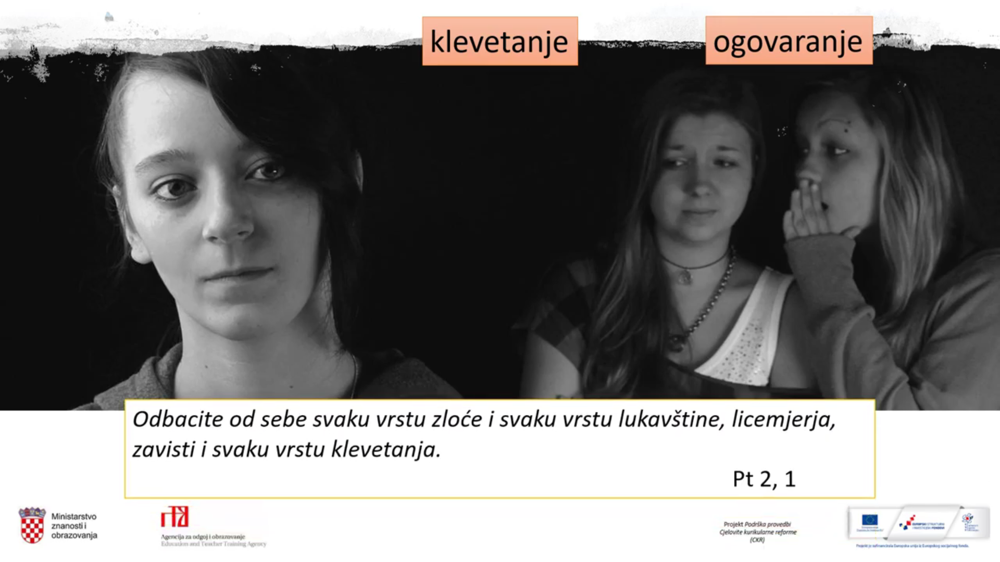 klevetanje
ogovaranje
Odbacite od sebe svaku vrstu zloće i svaku vrstu lukavštine, licemjerja,
zavisti i svaku vrstu klevetanja.
Pt 2, 1
Ministarstvo
znanosti i
obrazovanja
Agencija za odgoj i obrazovanje
Education and Teacher Training Agency
Projekt Podrška provedbi
Cjelovite kurikularne reforme
(CKR)
EUROPSKI STRUKTURNI
I INVESTICIJSKI FONDOVI
Projekt je sufinancirala Europska unija iz Europskog socijalnog fonda.